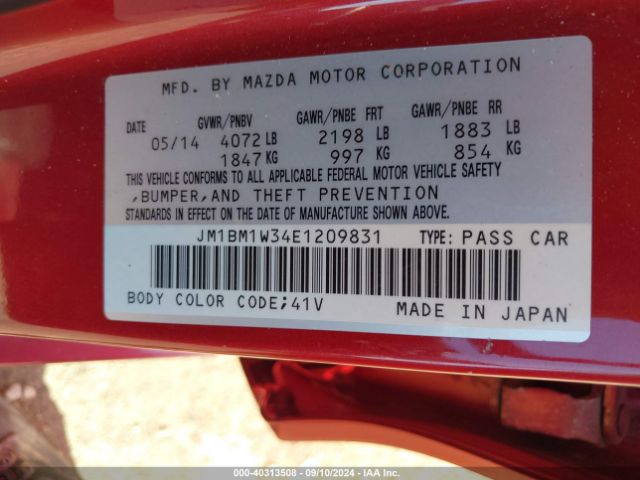 MFD. BY MAZDA MOTOR CORPORATION
DATE GVWR/PNBV GAWR/PNBE FRT GAWR/PNBE RR
05/14 4072 LB 2198 LB 1883 LB
1847 KG 997 KG 854 KG
THIS VEHICLE CONFORMS TO ALL APPLICABLE FEDERAL MOTOR VEHICLE SAFETY
,BUMPER,AND THEFT PREVENTION
STANDARDS IN EFFECT ON THE DATE OF MANUFACTURE SHOWN ABOVE.
JM1BM1W34E1209831 TYPE: PASS CAR
BODY COLOR CODE;41V MADE IN JAPAN
000-40313508 - 09/10/2024 - IAA Inc.